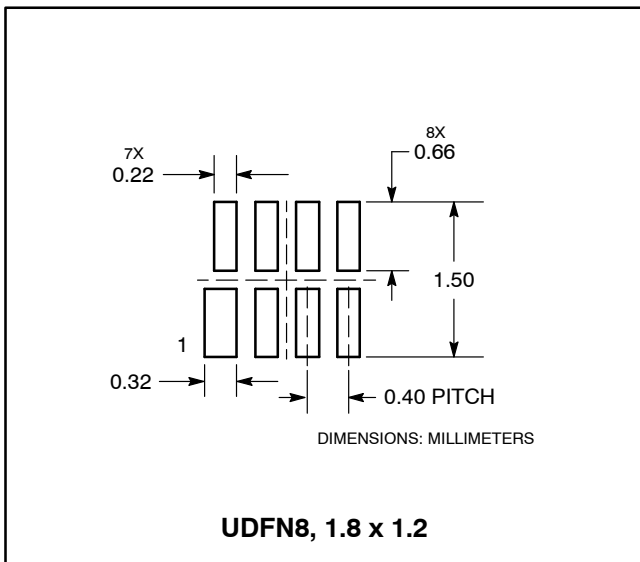 7X
0.22
8X
0.66
1.50
1
0.32
0.40 PITCH
DIMENSIONS: MILLIMETERS
UDFN8, 1.8 x 1.2